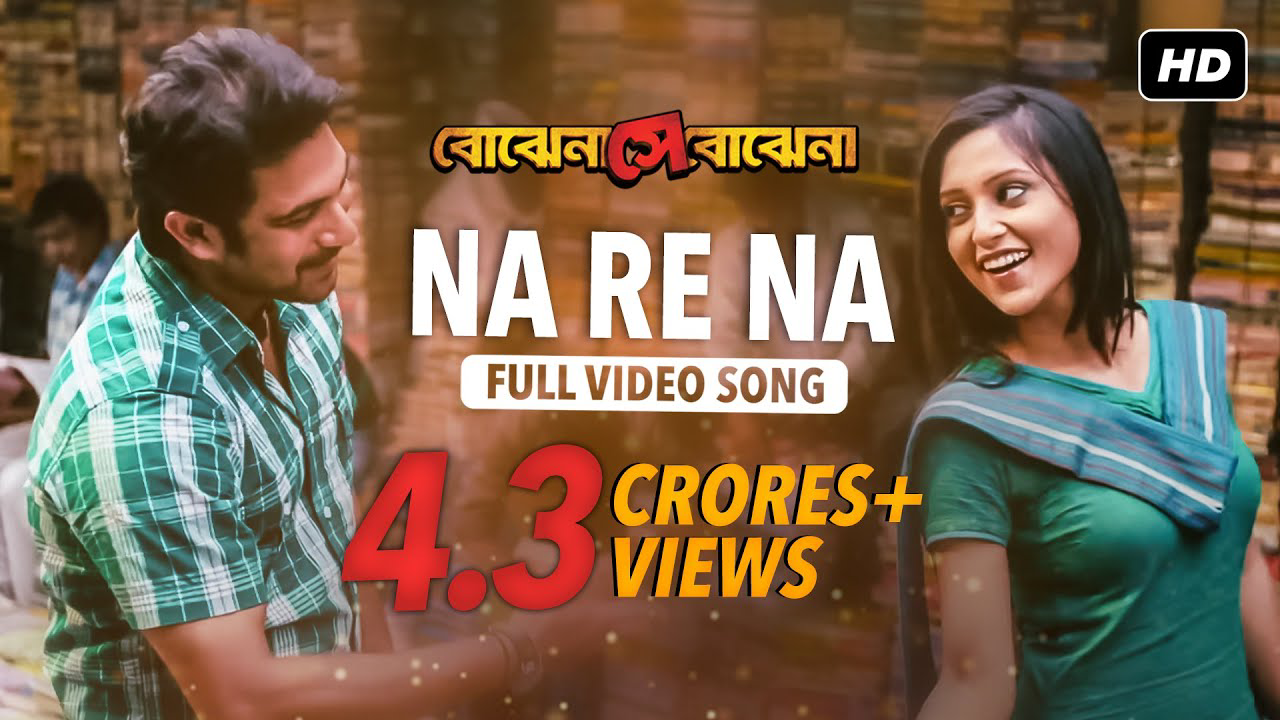 HD
বোঝেনা সে বোঝেনা
NA RE NA
FULL VIDEO SONG
4.3 CRORES+
VIEWS